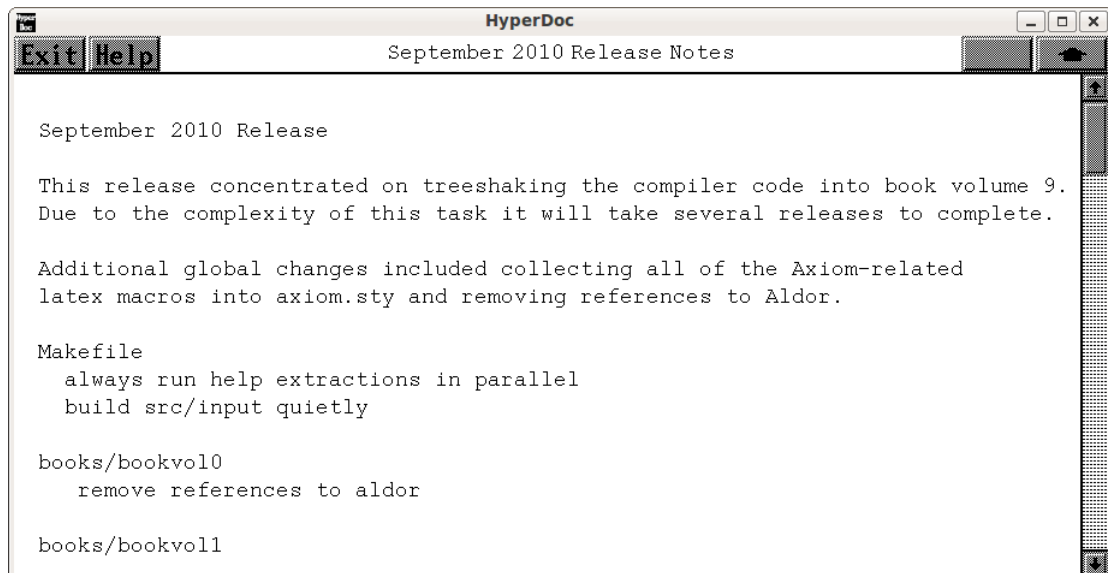 Hyper Doc
HyperDoc
Exit Help September 2010 Release Notes
September 2010 Release
This release concentrated on treeshaking the compiler code into book volume 9.
Due to the complexity of this task it will take several releases to complete.
Additional global changes included collecting all of the Axiom-related
latex macros into axiom.sty and removing references to Aldor.
Makefile
always run help extractions in parallel
build src/input quietly
books/bookvol0
remove references to aldor
books/bookvol1